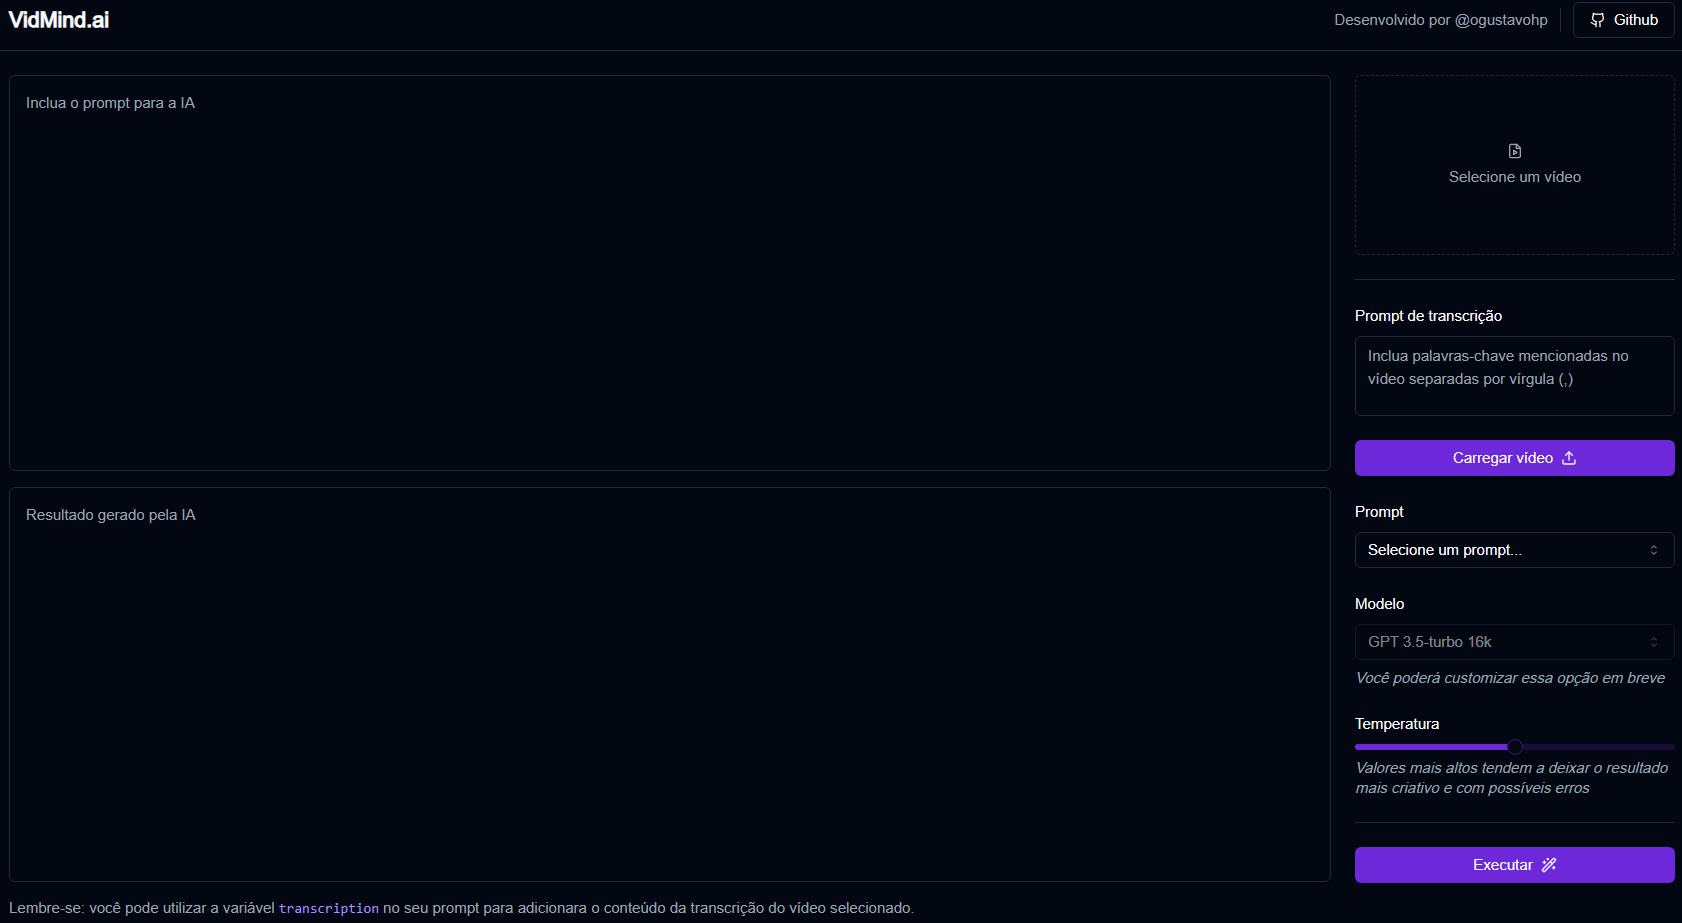 VidMind.ai
Desenvolvido por @ogustavohp
Github
Inclua o prompt para a IA
Resultado gerado pela IA
Lembre-se: você pode utilizar a variável transcription no seu prompt para adicionara o conteúdo da transcrição do vídeo selecionado.
Selecione um vídeo
Prompt de transcrição
Inclua palavras-chave mencionadas no
vídeo separadas por vírgula (,)
Carregar vídeo
Prompt
Selecione um prompt...
Modelo
GPT 3.5-turbo 16k
Você poderá customizar essa opção em breve
Temperatura
Valores mais altos tendem a deixar o resultado
mais criativo e com possíveis erros
Executar